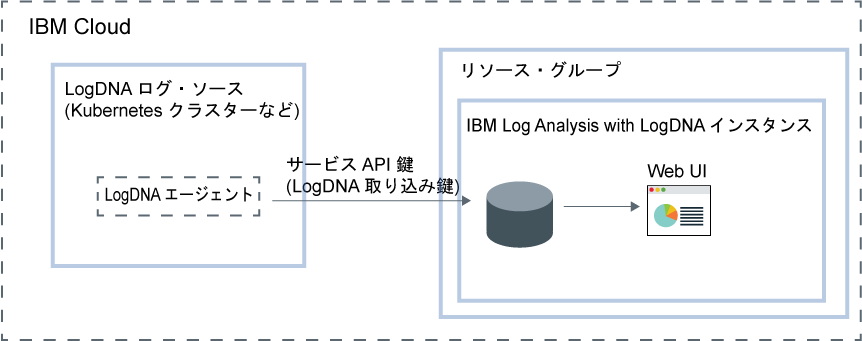 IBM Cloud
LogDNA ログ・ソース
(Kubernetes クラスターなど)
LogDNA エージェント
サービス API 鍵
(LogDNA 取り込み鍵)
リソース・グループ
IBM Log Analysis with LogDNA インスタンス
Web UI